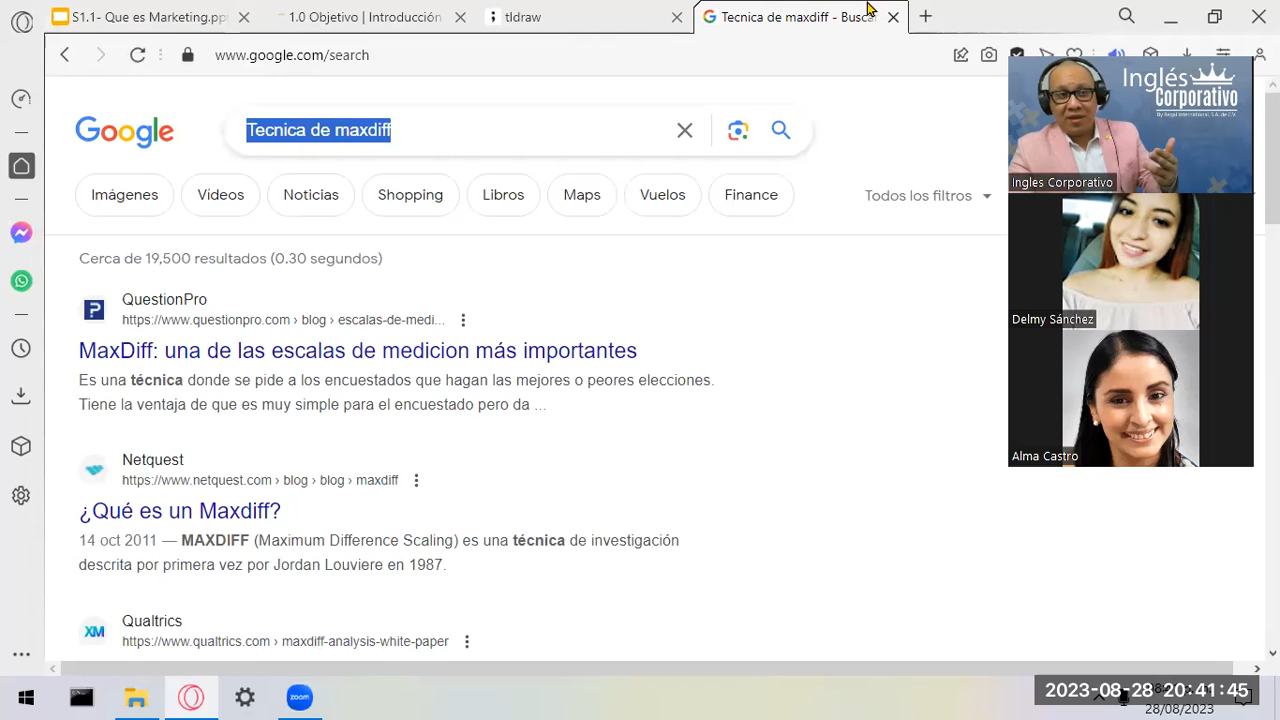 S1.1- Que es Marketing.pp
1.0 Objetivo | Introducción
tldraw
Tecnica de maxdiff - Busca
www.google.com/search
Google
Tecnica de maxdiff
Imágenes
Vídeos
Noticias
Shopping
Libros
Maps
Vuelos
Finance
Todos los filtros
Cerca de 19,500 resultados (0.30 segundos)
QuestionPro
https://www.questionpro.com › blog › escalas-de-medi...
MaxDiff: una de las escalas de medicion más importantes
Es una técnica donde se pide a los encuestados que hagan las mejores o peores elecciones.
Tiene la ventaja de que es muy simple para el encuestado pero da ...
Netquest
https://www.netquest.com › blog › blog › maxdiff
¿Qué es un Maxdiff?
14 oct 2011 — MAXDIFF (Maximum Difference Scaling) es una técnica de investigación
descrita por primera vez por Jordan Louviere en 1987.
XM
Qualtrics
https://www.qualtrics.com › maxdiff-analysis-white-paper
Inglés
Corporativo
By Regal International, S.A. de C.V.
Ingles Corporativo
Delmy Sánchez
Alma Castro
zoom
2023-08-28 20:41:45
28/08/2023